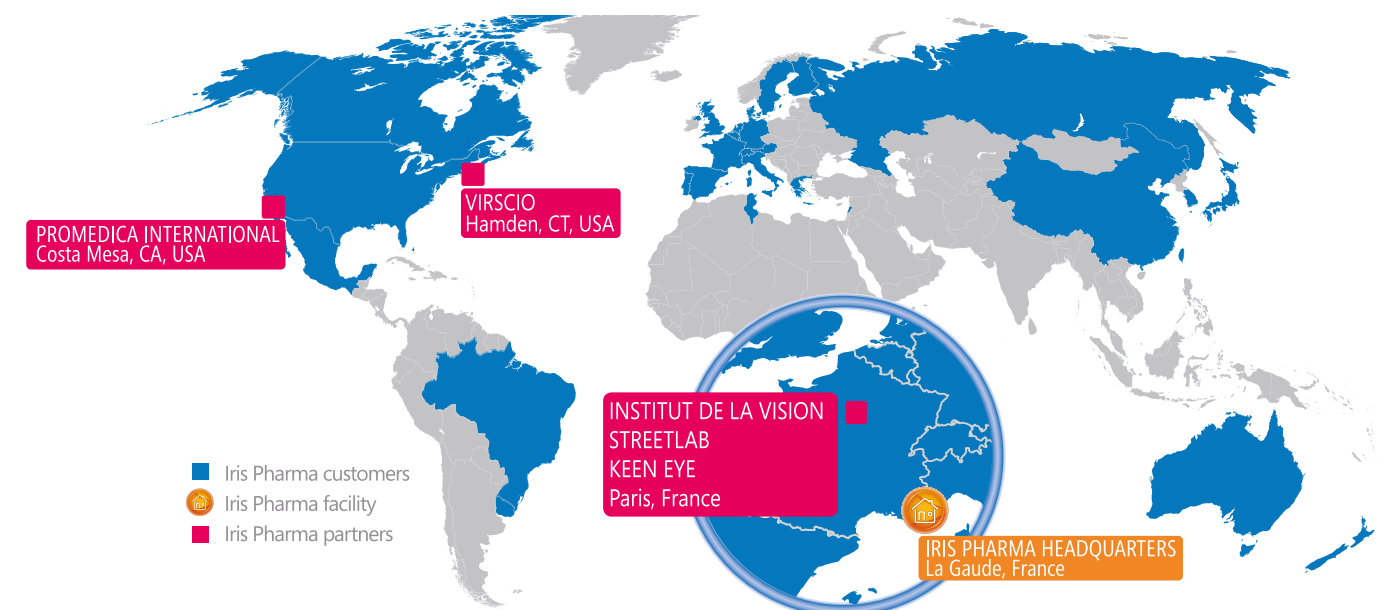 VIRSCIO
Hamden, CT, USA
PROMEDICA INTERNATIONAL
Costa Mesa, CA, USA
INSTITUT DE LA VISION
STREETLAB
KEEN EYE
Paris, France
Iris Pharma customers
Iris Pharma facility
Iris Pharma partners
IRIS PHARMA HEADQUARTERS
La Gaude, France